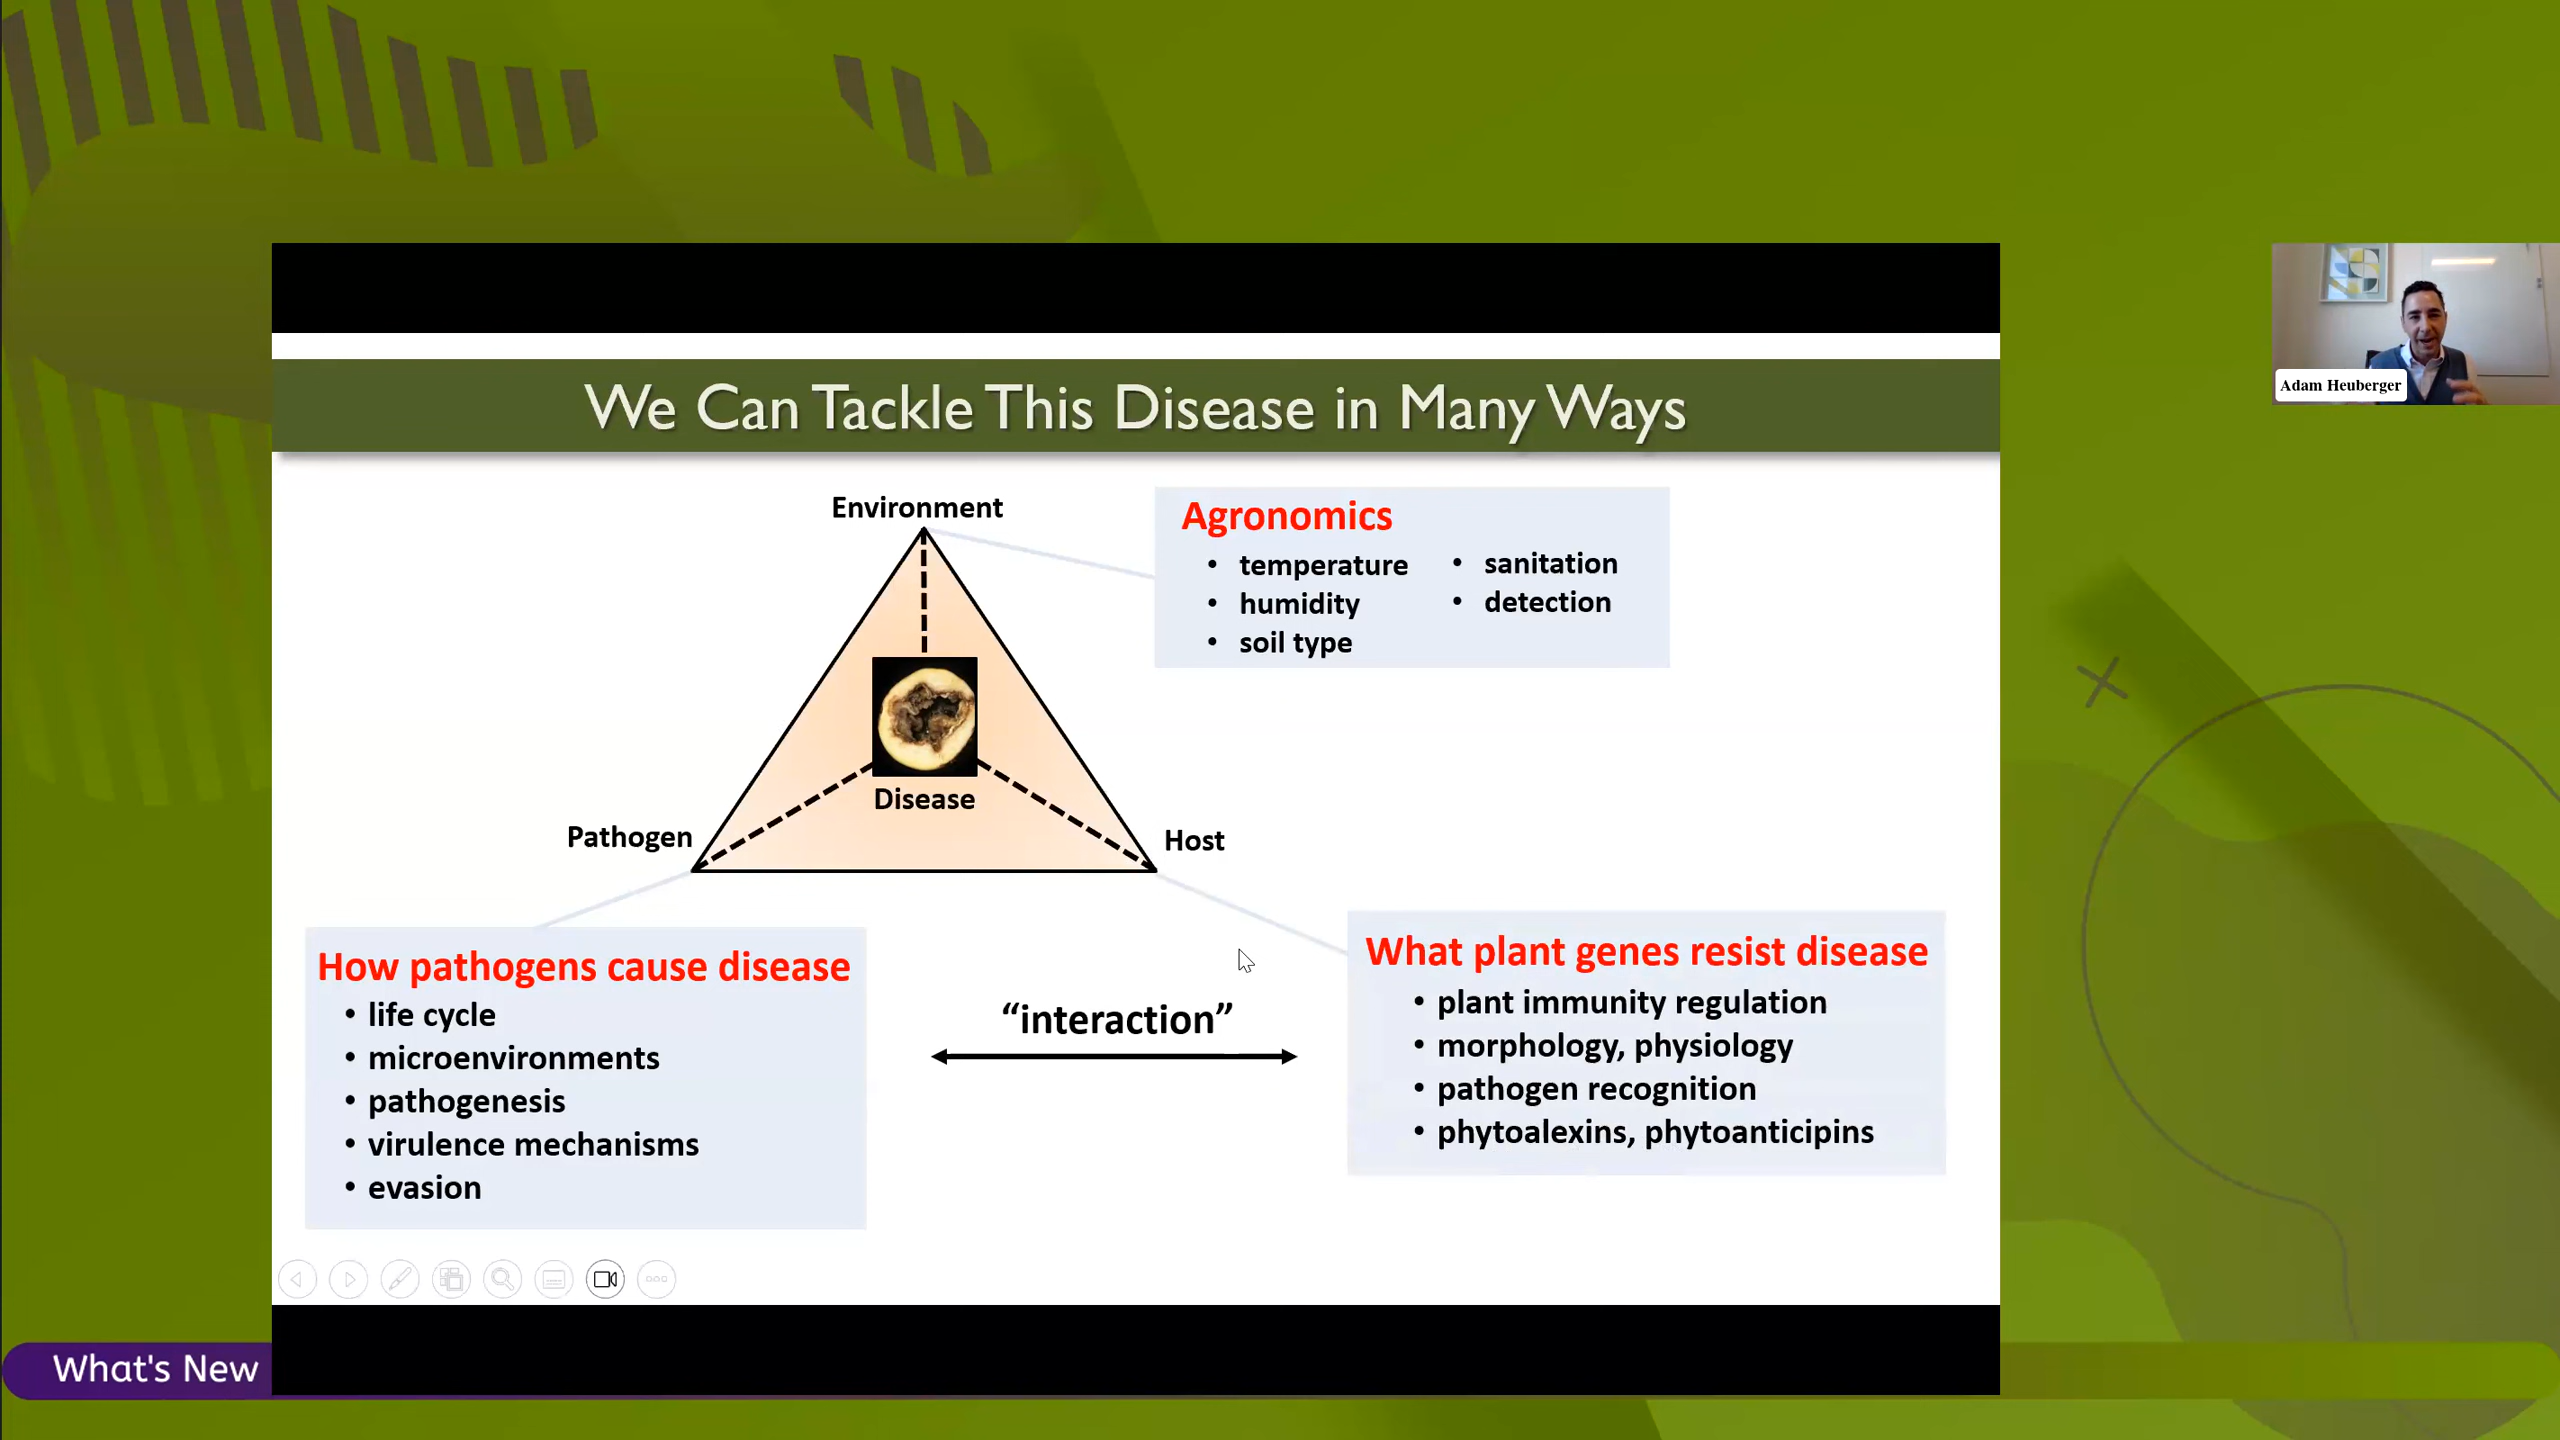 We Can Tackle This Disease in Many Ways
Environment
Agronomics
• temperature
• humidity
• soil type
• sanitation
• detection
Disease
Pathogen
Host
How pathogens cause disease
• life cycle
• microenvironments
• pathogenesis
• virulence mechanisms
• evasion
“interaction”
What plant genes resist disease
• plant immunity regulation
• morphology, physiology
• pathogen recognition
• phytoalexins, phytoanticipins
Adam Heuberger
What's New